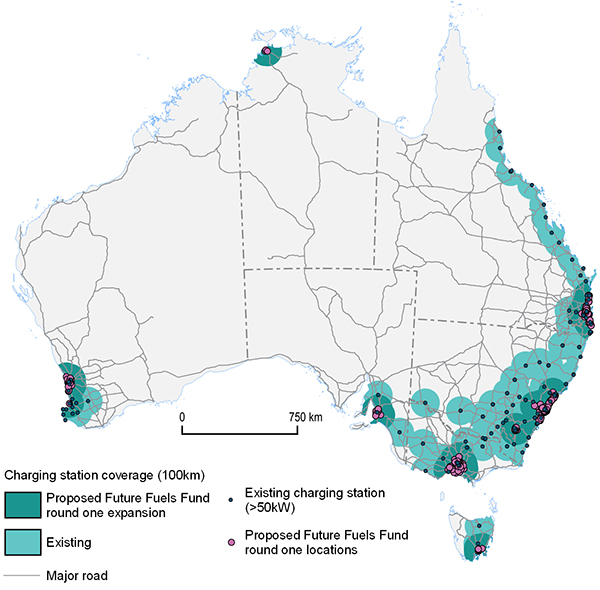 0
750 km
Charging station coverage (100km)
Proposed Future Fuels Fund
round one expansion
Existing
Major road
Existing charging station
(>50kW)
Proposed Future Fuels Fund
round one locations